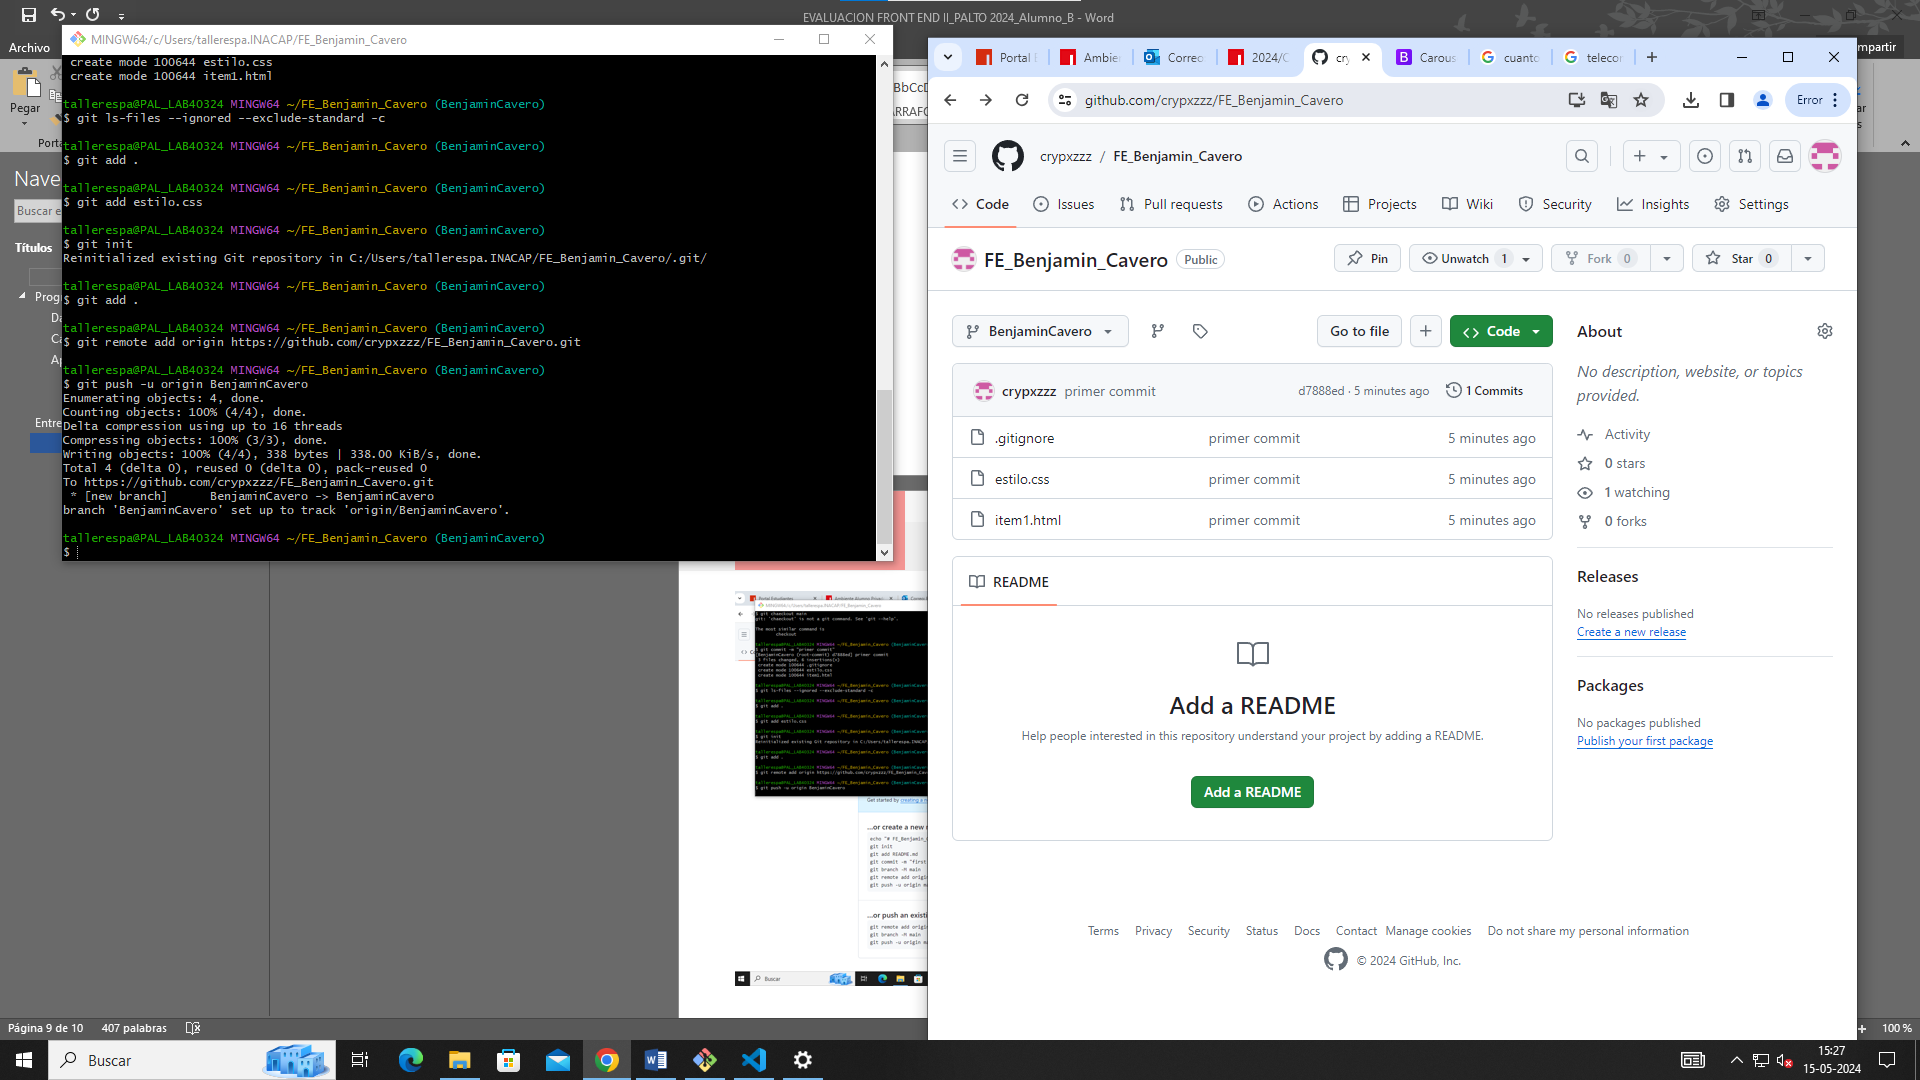 EVALUACION FRONT END II_PALTO 2024_Alumno_B - Word
Archivo
Pegar
Títulos
MINGW64:/c/Users/tallerespa.INACAP/FE_Benjamin_Cavero
create mode 100644 estilo.css
create mode 100644 item1.html
tallerespa@PAL_LAB40324 MINGW64 ~/FE_Benjamin_Cavero (BenjaminCavero)
$ git ls-files --ignored --exclude-standard -c
tallerespa@PAL_LAB40324 MINGW64 ~/FE_Benjamin_Cavero (BenjaminCavero)
$ git add .
tallerespa@PAL_LAB40324 MINGW64 ~/FE_Benjamin_Cavero (BenjaminCavero)
$ git add estilo.css
tallerespa@PAL_LAB40324 MINGW64 ~/FE_Benjamin_Cavero (BenjaminCavero)
$ git init
Reinitialized existing Git repository in C:/Users/tallerespa.INACAP/FE_Benjamin_Cavero/.git/
tallerespa@PAL_LAB40324 MINGW64 ~/FE_Benjamin_Cavero (BenjaminCavero)
$ git add .
tallerespa@PAL_LAB40324 MINGW64 ~/FE_Benjamin_Cavero (BenjaminCavero)
$ git remote add origin https://github.com/crypxzzz/FE_Benjamin_Cavero.git
tallerespa@PAL_LAB40324 MINGW64 ~/FE_Benjamin_Cavero (BenjaminCavero)
$ git push -u origin BenjaminCavero
Enumerating objects: 4, done.
Counting objects: 100% (4/4), done.
Delta compression using up to 16 threads
Compressing objects: 100% (3/3), done.
Writing objects: 100% (4/4), 338 bytes | 338.00 KiB/s, done.
Total 4 (delta 0), reused 0 (delta 0), pack-reused 0
To https://github.com/crypxzzz/FE_Benjamin_Cavero.git
* [new branch] BenjaminCavero -> BenjaminCavero
branch 'BenjaminCavero' set up to track 'origin/BenjaminCavero'.
tallerespa@PAL_LAB40324 MINGW64 ~/FE_Benjamin_Cavero (BenjaminCavero)
$
Portal Ambie Correo 2024/C Carous cuanto telecor
github.com/crypxzzz/FE_Benjamin_Cavero
Error
crypxzzz / FE_Benjamin_Cavero
Code Issues Pull requests Actions Projects Wiki Security Insights Settings
FE_Benjamin_Cavero Public Pin Unwatch 1 Fork 0 Star 0
BenjaminCavero Go to file Code
crypxzzz primer commit d7888ed · 5 minutes ago 1 Commits
.gitignore primer commit 5 minutes ago
estilo.css primer commit 5 minutes ago
item1.html primer commit 5 minutes ago
README
Add a README
Help people interested in this repository understand your project by adding a README.
Add a README
About
No description, website, or topics
provided.
Activity
0 stars
1 watching
0 forks
Releases
No releases published
Create a new release
Packages
No packages published
Publish your first package
Terms Privacy Security Status Docs Contact Manage cookies Do not share my personal information
© 2024 GitHub, Inc.
Página 9 de 10 407 palabras
100 %
Buscar
15:27
15-05-2024